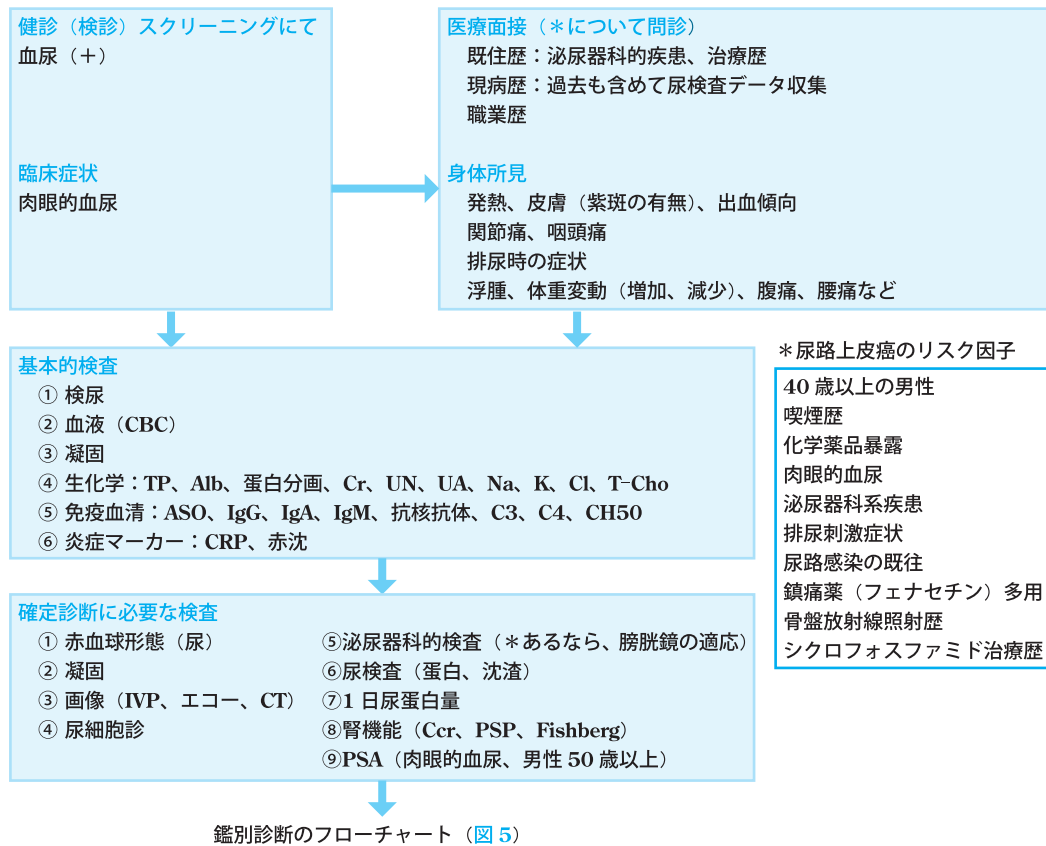 健診（検診）スクリーニングにて
血尿（＋）
臨床症状
肉眼的血尿
医療面接（＊について問診）
既住歴：泌尿器科的疾患、治療歴
現病歴：過去も含めて尿検査データ収集
職業歴
身体所見
発熱、皮膚（紫斑の有無）、出血傾向
関節痛、咽頭痛
排尿時の症状
浮腫、体重変動（増加、減少）、腹痛、腰痛など
基本的検査
① 検尿
② 血液（CBC）
③ 凝固
④ 生化学：TP、Alb、蛋白分画、Cr、UN、UA、Na、K、Cl、T-Cho
⑤ 免疫血清：ASO、IgG、IgA、IgM、抗核抗体、C3、C4、CH50
⑥ 炎症マーカー：CRP、赤沈
＊尿路上皮癌のリスク因子
40 歳以上の男性
喫煙歴
化学薬品暴露
肉眼的血尿
泌尿器科系疾患
排尿刺激症状
尿路感染の既往
鎮痛薬（フェナセチン）多用
骨盤放射線照射歴
シクロフォスファミド治療歴
確定診断に必要な検査
① 赤血球形態（尿）
② 凝固
③ 画像（IVP、エコー、CT）
④ 尿細胞診
⑤泌尿器科的検査（＊あるなら、膀胱鏡の適応）
⑥尿検査（蛋白、沈渣）
⑦1 日尿蛋白量
⑧腎機能（Ccr、PSP、Fishberg）
⑨PSA（肉眼的血尿、男性 50 歳以上）
鑑別診断のフローチャート（図 5）